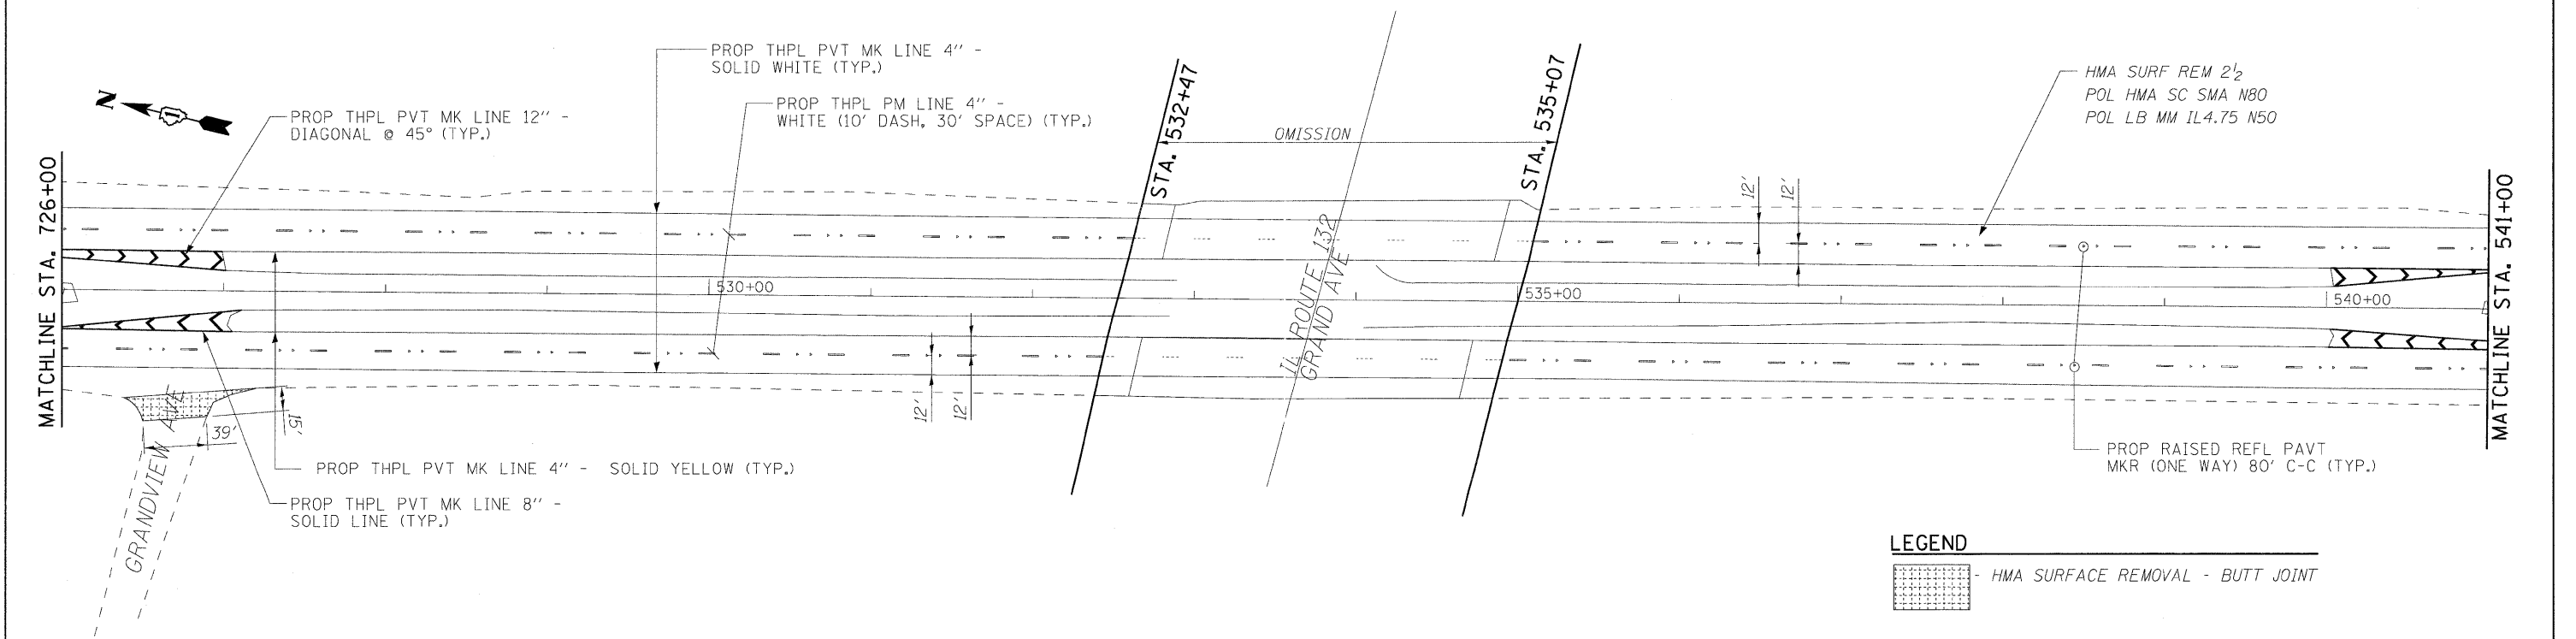 PROP THPL PVT MK LINE 4" -
SOLID WHITE (TYP.)
PROP THPL PM LINE 4" -
WHITE (10' DASH, 30' SPACE) (TYP.)
N
PROP THPL PVT MK LINE 12" -
DIAGONAL @ 45° (TYP.)
STA. 532+47
OMISSION
STA. 535+07
HMA SURF REM 2½
POL HMA SC SMA N80
POL LB MM IL4.75 N50
MATCHLINE STA. 726+00
12'
12'
530+00
IL ROUTE 132
GRAND AVE
535+00
540+00
MATCHLINE STA. 541+00
12'
12'
15'
39'
GRANDVIEW AVE
PROP THPL PVT MK LINE 4" - SOLID YELLOW (TYP.)
PROP THPL PVT MK LINE 8" -
SOLID LINE (TYP.)
PROP RAISED REFL PAVT
MKR (ONE WAY) 80' C-C (TYP.)
LEGEND
- HMA SURFACE REMOVAL - BUTT JOINT